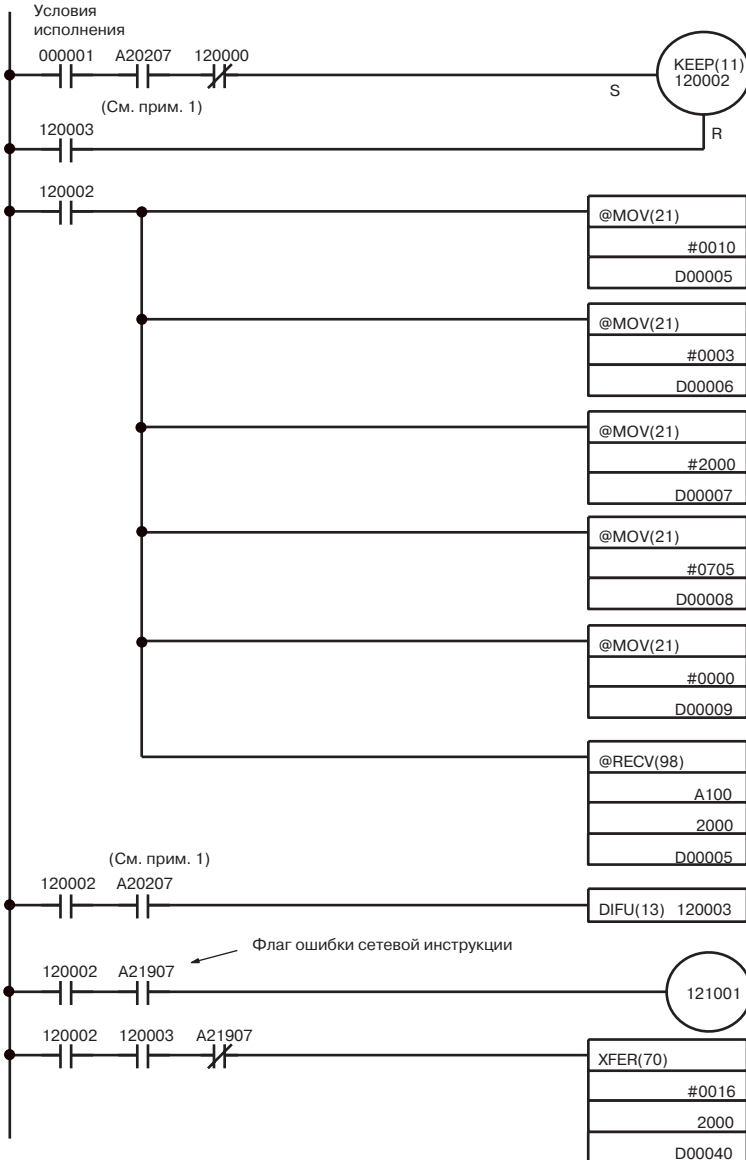 Условия
исполнения
000001 A20207 120000
KEEP(11)
120002
S
(См. прим. 1)
120003
R
120002
@MOV(21)
#0010
D00005
@MOV(21)
#0003
D00006
@MOV(21)
#2000
D00007
@MOV(21)
#0705
D00008
@MOV(21)
#0000
D00009
@RECV(98)
A100
2000
D00005
(См. прим. 1)
120002 A20207
DIFU(13) 120003
Флаг ошибки сетевой инструкции
120002 A21907
121001
120002 120003 A21907
XFER(70)
#0016
2000
D00040